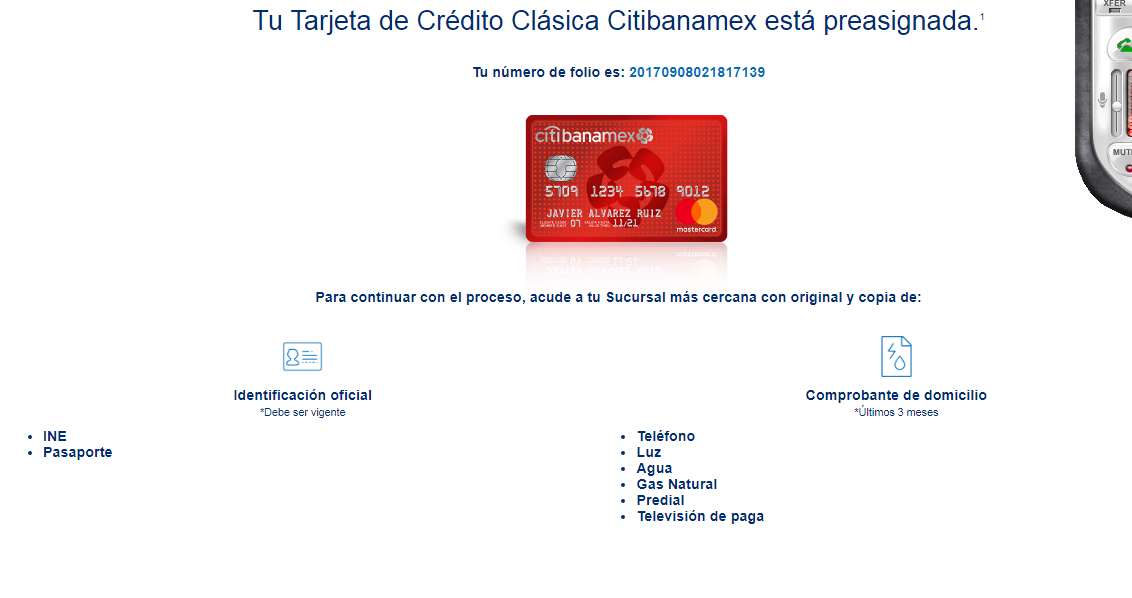 Tu Tarjeta de Crédito Clásica Citibanamex está preasignada.¹
Tu número de folio es: 20170908021817139
citibanamex
5709 1234 5678 9012
JAVIER ALVAREZ RUIZ
07 11/21
mastercard
Para continuar con el proceso, acude a tu Sucursal más cercana con original y copia de:
Identificación oficial
*Debe ser vigente
• INE
• Pasaporte
Comprobante de domicilio
*Últimos 3 meses
• Teléfono
• Luz
• Agua
• Gas Natural
• Predial
• Televisión de paga
XFER
MUT